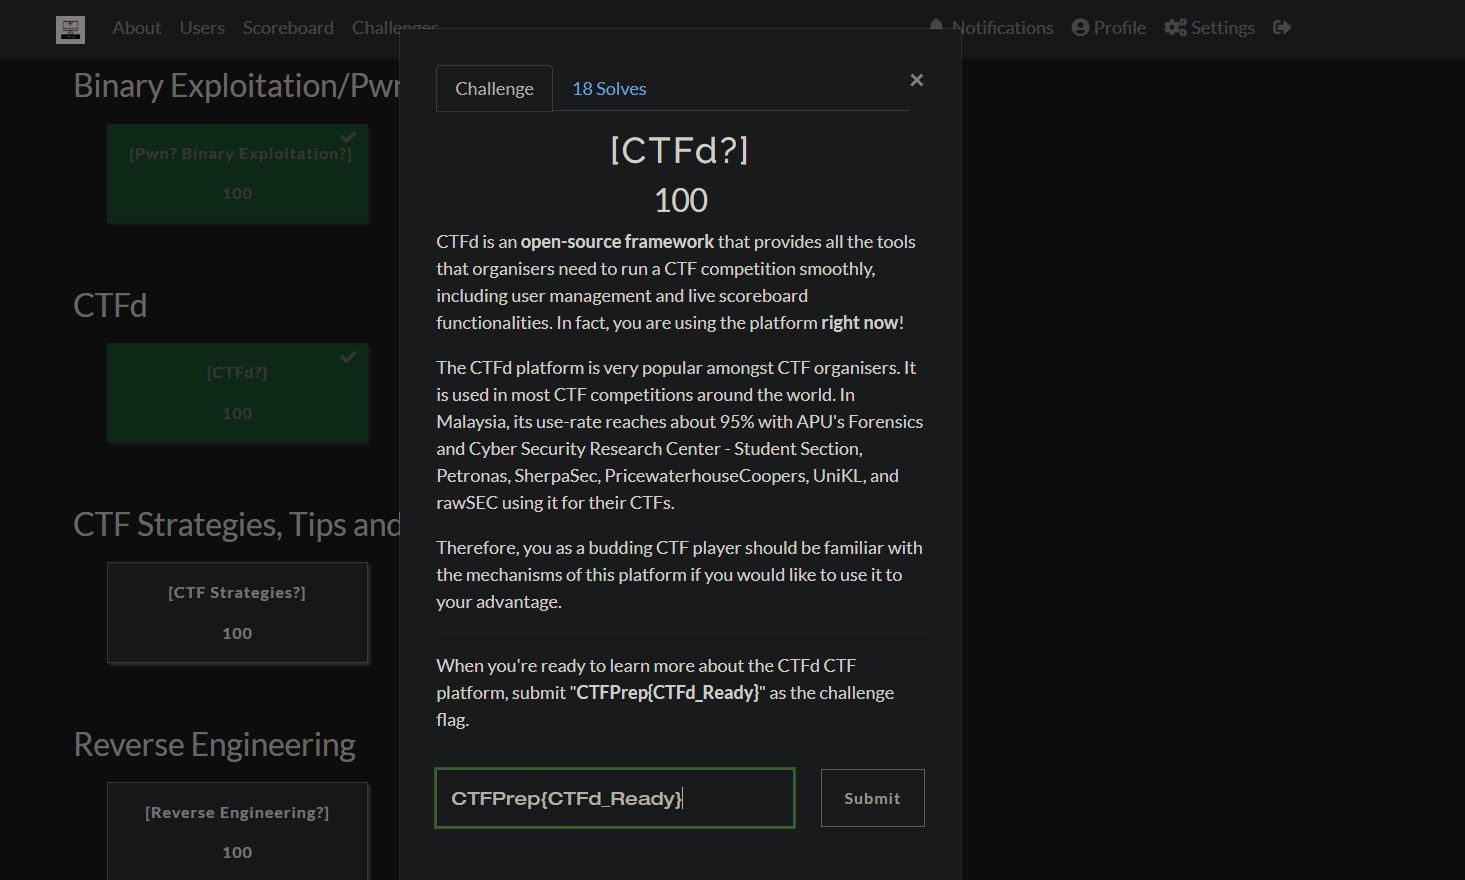 About Users Scoreboard Challenges Notifications Profile Settings
Binary Exploitation/Pwn
[Pwn? Binary Exploitation?]
100
CTFd
[CTFd?]
100
CTF Strategies, Tips and
[CTF Strategies?]
100
Reverse Engineering
[Reverse Engineering?]
100
Challenge 18 Solves ×
[CTFd?]
100
CTFd is an open-source framework that provides all the tools
that organisers need to run a CTF competition smoothly,
including user management and live scoreboard
functionalities. In fact, you are using the platform right now!
The CTFd platform is very popular amongst CTF organisers. It
is used in most CTF competitions around the world. In
Malaysia, its use-rate reaches about 95% with APU's Forensics
and Cyber Security Research Center - Student Section,
Petronas, SherpaSec, PricewaterhouseCoopers, UniKL, and
rawSEC using it for their CTFs.
Therefore, you as a budding CTF player should be familiar with
the mechanisms of this platform if you would like to use it to
your advantage.
When you're ready to learn more about the CTFd CTF
platform, submit "CTFPrep{CTFd_Ready}" as the challenge
flag.
CTFPrep{CTFd_Ready}
Submit